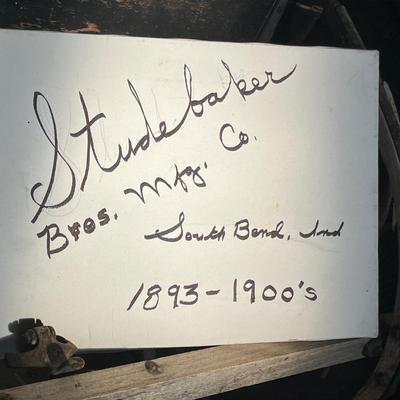 Studebaker
Bros. Mfg. Co.
South Bend, Ind
1893-1900's